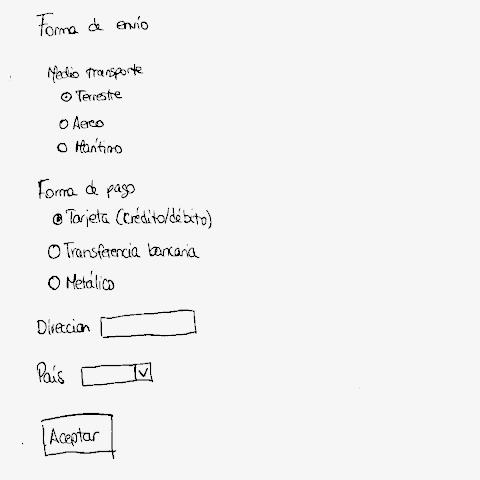 Forma de envío
Medio transporte
Terrestre
Aereo
Marítimo
Forma de pago
Tarjeta (crédito/débito)
Transferencia bancaria
Metálico
Direccion
País
Aceptar